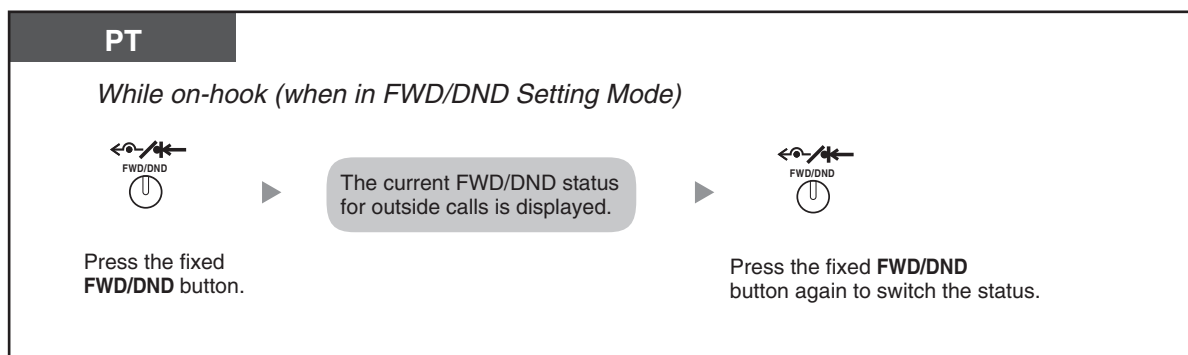 PT
While on-hook (when in FWD/DND Setting Mode)
FWD/DND
The current FWD/DND status
for outside calls is displayed.
FWD/DND
Press the fixed
FWD/DND button.
Press the fixed FWD/DND
button again to switch the status.